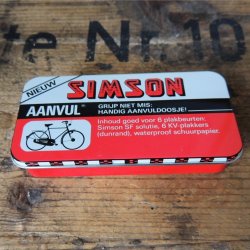 te No 10
NIEUW
SIMSON
AANVUL
GRIJP NIET MIS:
HANDIG AANVULDOOSJE!
Inhoud goed voor 6 plakbeurten:
Simson SF solutie, 6 KV-plakkers
(dunrand), waterproof schuurpapier.